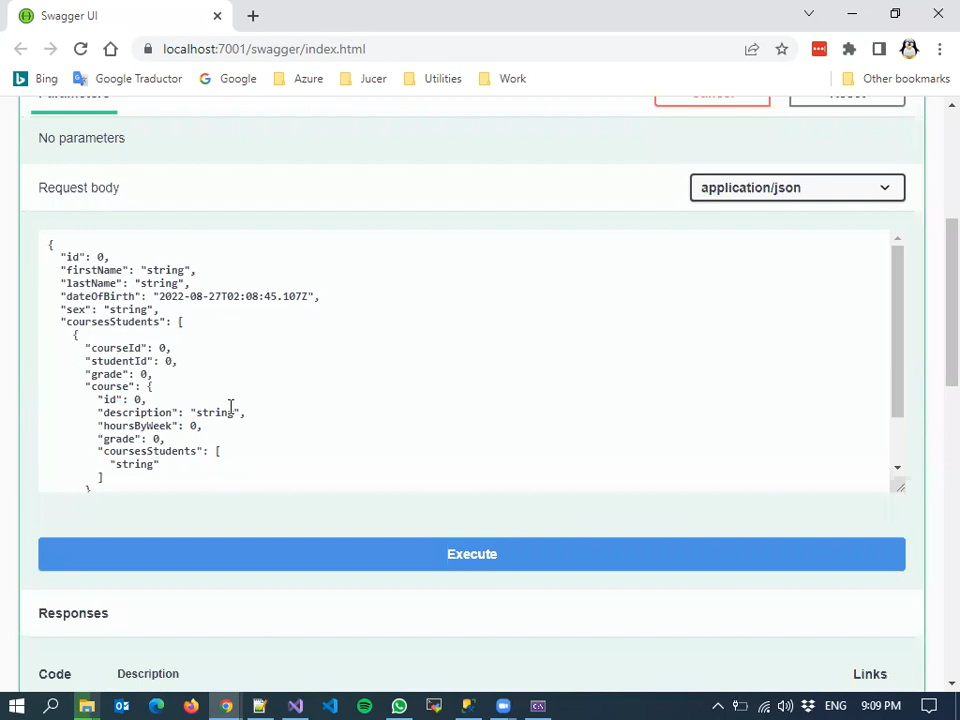 Swagger UI
localhost:7001/swagger/index.html
Bing Google Traductor Google Azure Jucer Utilities Work Other bookmarks
Parameters Cancel Reset
No parameters
Request body application/json
{
"id": 0,
"firstName": "string",
"lastName": "string",
"dateOfBirth": "2022-08-27T02:08:45.107Z",
"sex": "string",
"coursesStudents": [
{
"courseId": 0,
"studentId": 0,
"grade": 0,
"course": {
"id": 0,
"description": "string",
"hoursByWeek": 0,
"grade": 0,
"coursesStudents": [
"string"
]
}
Execute
Responses
Code Description Links
ENG 9:09 PM